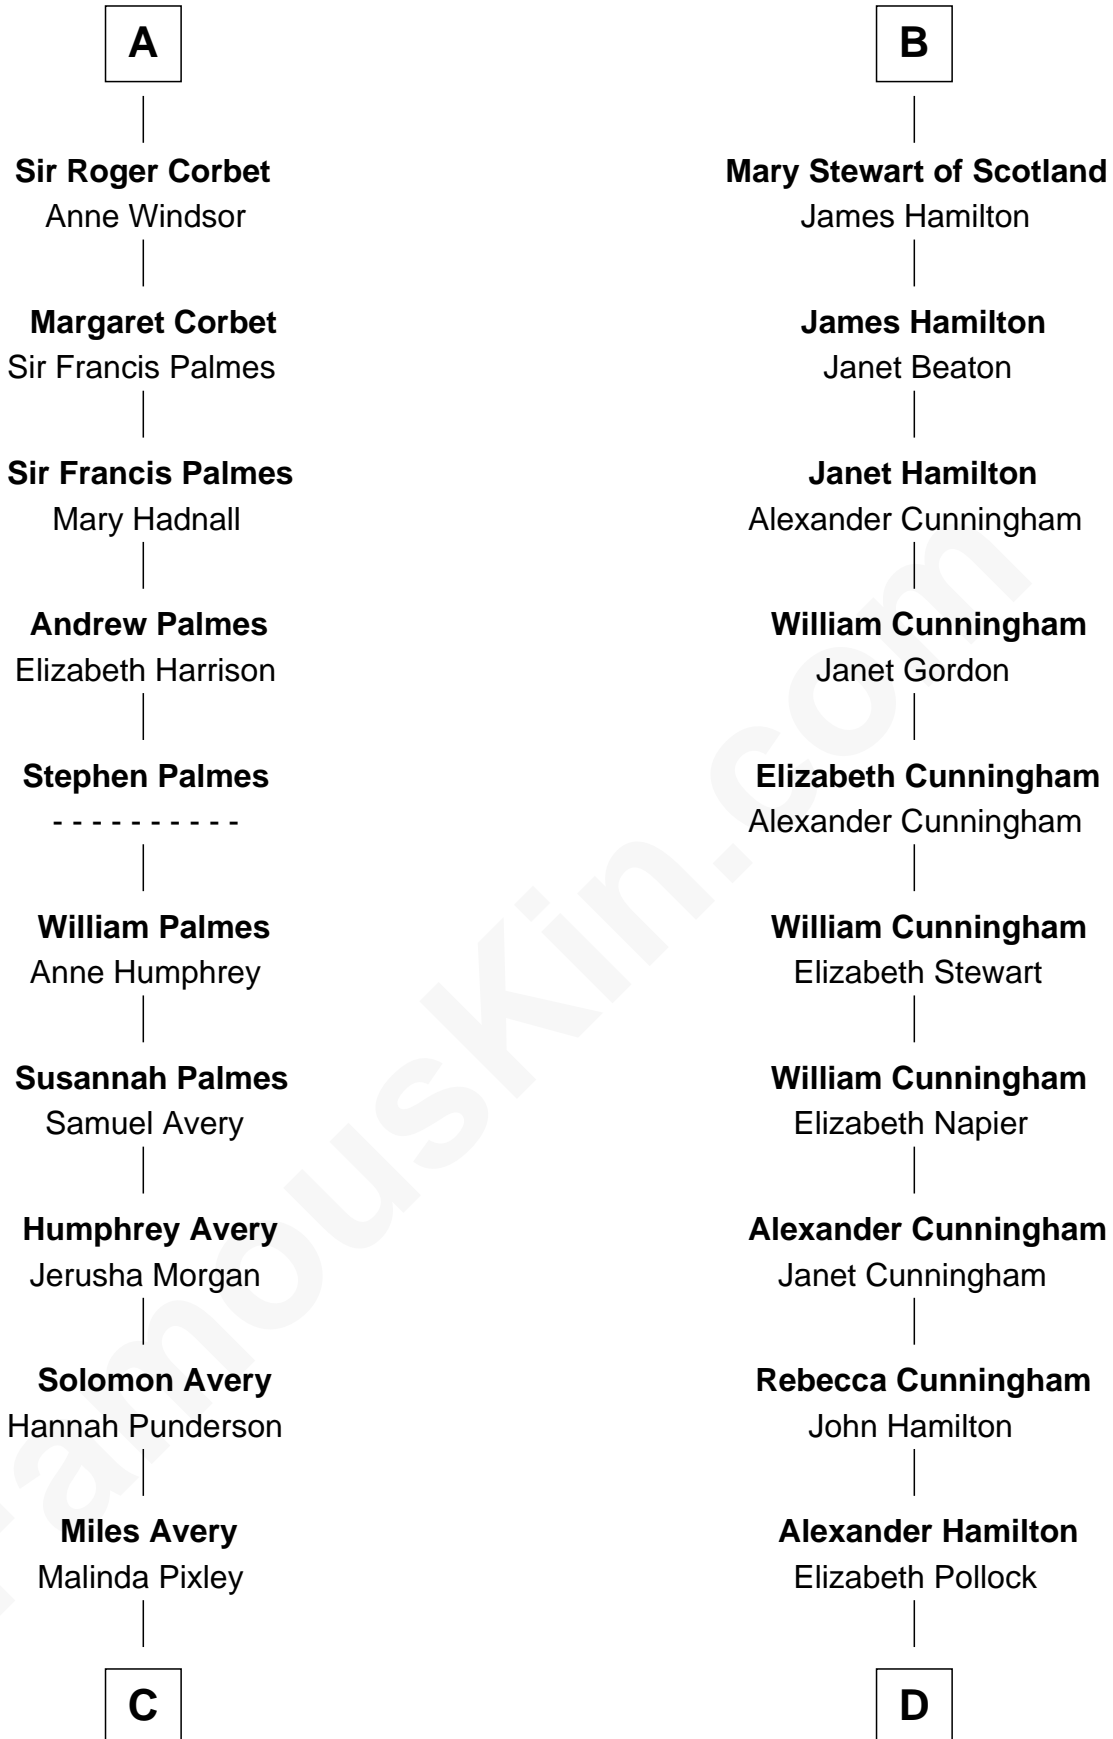 A
Sir Roger Corbet
Anne Windsor
Margaret Corbet
Sir Francis Palmes
Sir Francis Palmes
Mary Hadnall
Andrew Palmes
Elizabeth Harrison
Stephen Palmes
- - - - - - - - - -
William Palmes
Anne Humphrey
Susannah Palmes
Samuel Avery
Humphrey Avery
Jerusha Morgan
Solomon Avery
Hannah Punderson
Miles Avery
Malinda Pixley
C
B
Mary Stewart of Scotland
James Hamilton
James Hamilton
Janet Beaton
Janet Hamilton
Alexander Cunningham
William Cunningham
Janet Gordon
Elizabeth Cunningham
Alexander Cunningham
William Cunningham
Elizabeth Stewart
William Cunningham
Elizabeth Napier
Alexander Cunningham
Janet Cunningham
Rebecca Cunningham
John Hamilton
Alexander Hamilton
Elizabeth Pollock
D
FamousKin.com